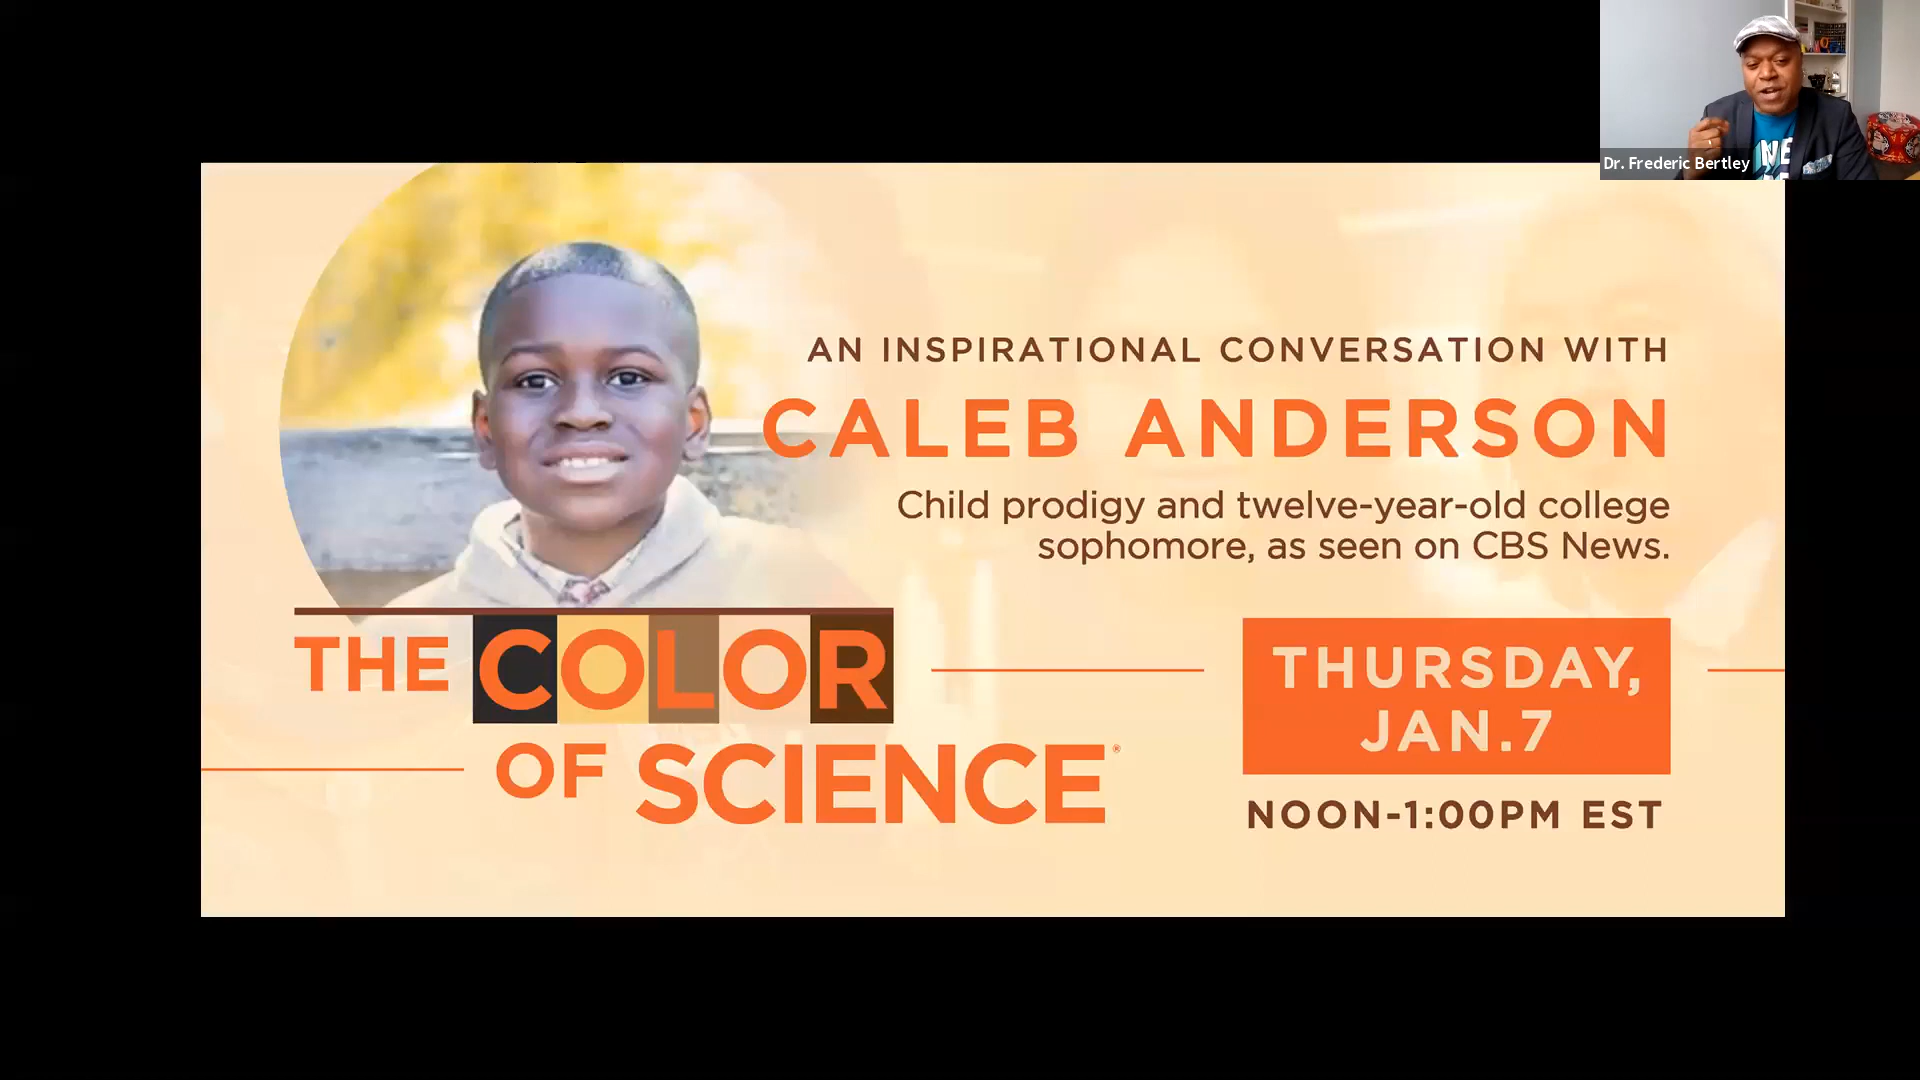 Dr. Frederic Bertley
NE
AN INSPIRATIONAL CONVERSATION WITH
CALEB ANDERSON
Child prodigy and twelve-year-old college
sophomore, as seen on CBS News.
THE COLOR
OF SCIENCE®
THURSDAY,
JAN.7
NOON-1:00PM EST